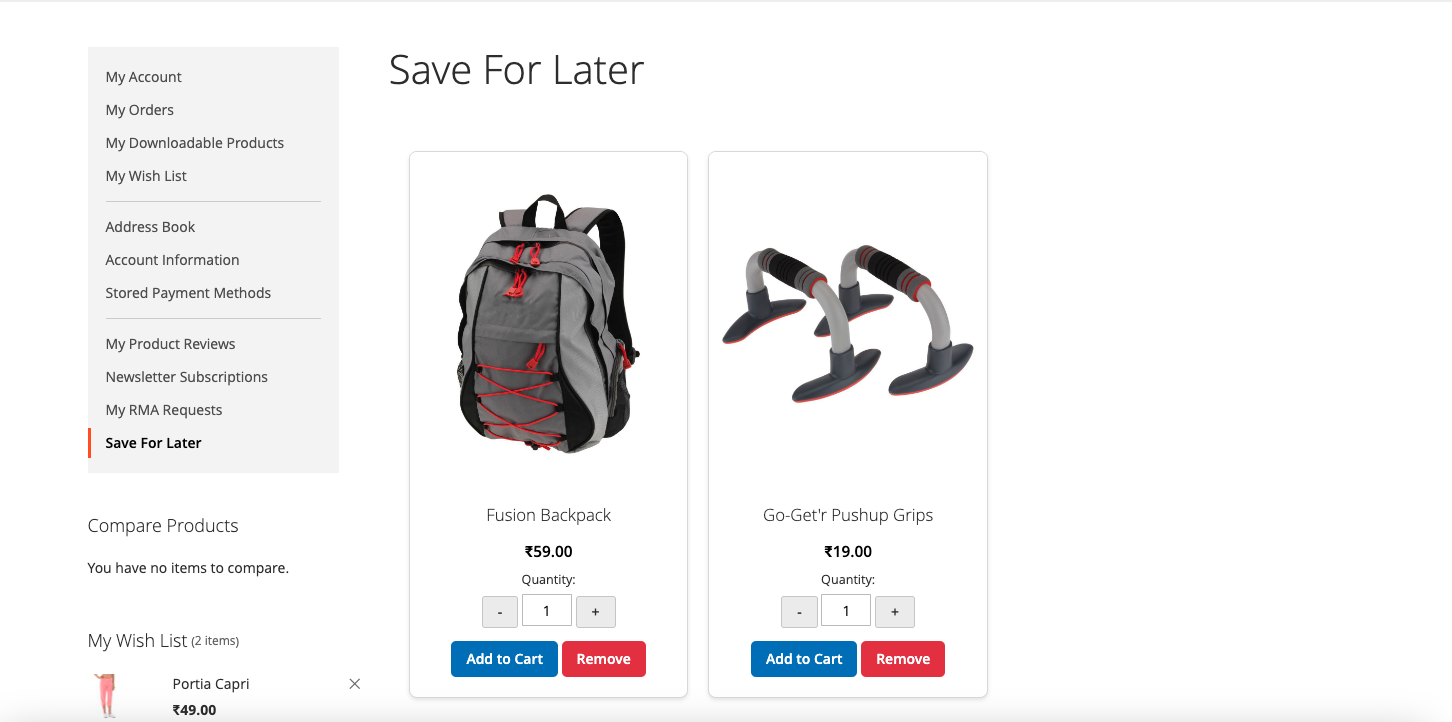 My Account
My Orders
My Downloadable Products
My Wish List
Address Book
Account Information
Stored Payment Methods
My Product Reviews
Newsletter Subscriptions
My RMA Requests
Save For Later
Compare Products
You have no items to compare.
My Wish List (2 items)
Portia Capri
₹49.00
Save For Later
Fusion Backpack
₹59.00
Quantity:
- 1 +
Add to Cart Remove
Go-Get'r Pushup Grips
₹19.00
Quantity:
- 1 +
Add to Cart Remove